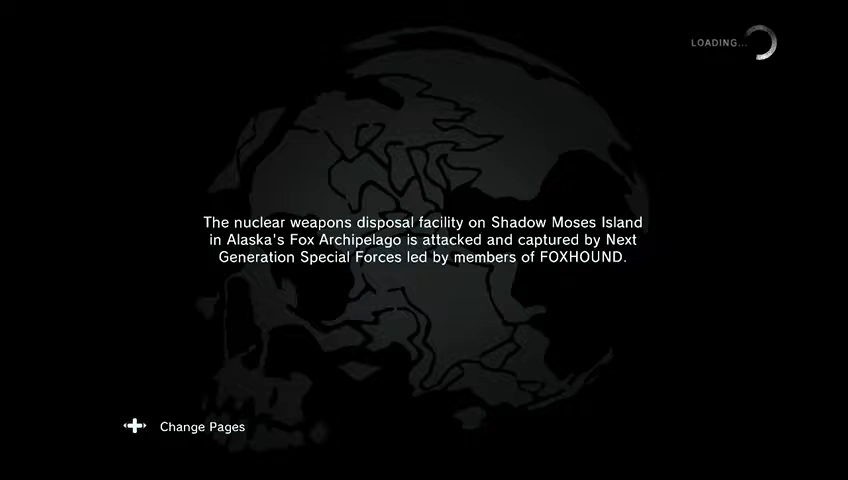 LOADING...
The nuclear weapons disposal facility on Shadow Moses Island
in Alaska's Fox Archipelago is attacked and captured by Next
Generation Special Forces led by members of FOXHOUND.
Change Pages